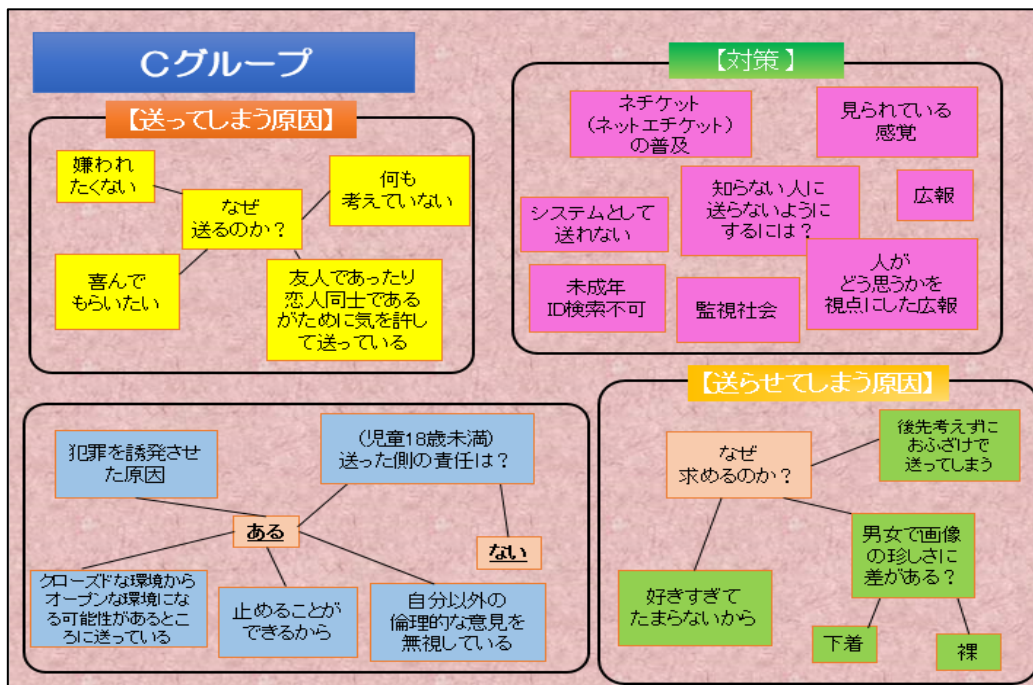 Cグループ
【送ってしまう原因】
嫌われ
たくない
なぜ
送るのか？
何も
考えていない
喜んで
もらいたい
友人であったり
恋人同士である
がために気を許し
て送っている
【対策】
ネチケット
（ネットエチケット）
の普及
見られている
感覚
システムとして
送れない
知らない人に
送らないように
するには？
広報
未成年
ID検索不可
監視社会
人が
どう思うかを
視点にした広報
犯罪を誘発させ
た原因
（児童18歳未満）
送った側の責任は？
ある
ない
クローズドな環境から
オープンな環境にな
る可能性があるとこ
ろに送っている
止めることが
できるから
自分以外の
倫理的な意見を
無視している
【送らせてしまう原因】
なぜ
求めるのか？
後先考えずに
おふざけで
送ってしまう
好きすぎて
たまらないから
男女で画像
の珍しさに
差がある？
下着
裸